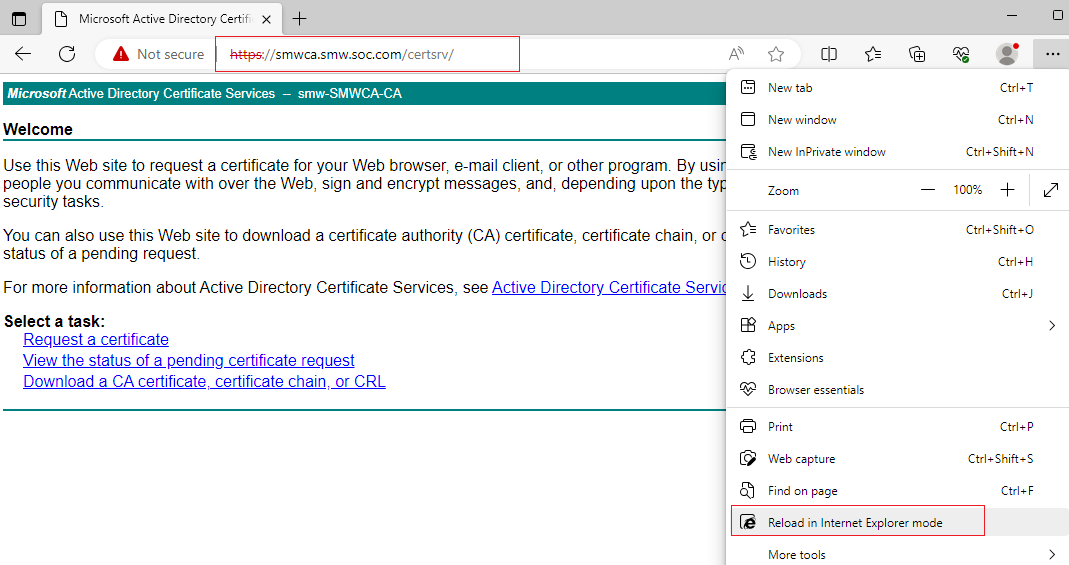 Microsoft Active Directory Certific
Not secure
https://smwca.smw.soc.com/certsrv/
Microsoft Active Directory Certificate Services -- smw-SMWCA-CA
Welcome
Use this Web site to request a certificate for your Web browser, e-mail client, or other program. By usin
people you communicate with over the Web, sign and encrypt messages, and, depending upon the typ
security tasks.
You can also use this Web site to download a certificate authority (CA) certificate, certificate chain, or c
status of a pending request.
For more information about Active Directory Certificate Services, see Active Directory Certificate Servic
Select a task:
Request a certificate
View the status of a pending certificate request
Download a CA certificate, certificate chain, or CRL
New tab Ctrl+T
New window Ctrl+N
New InPrivate window Ctrl+Shift+N
Zoom 100%
Favorites Ctrl+Shift+O
History Ctrl+H
Downloads Ctrl+J
Apps
Extensions
Browser essentials
Print Ctrl+P
Web capture Ctrl+Shift+S
Find on page Ctrl+F
Reload in Internet Explorer mode
More tools